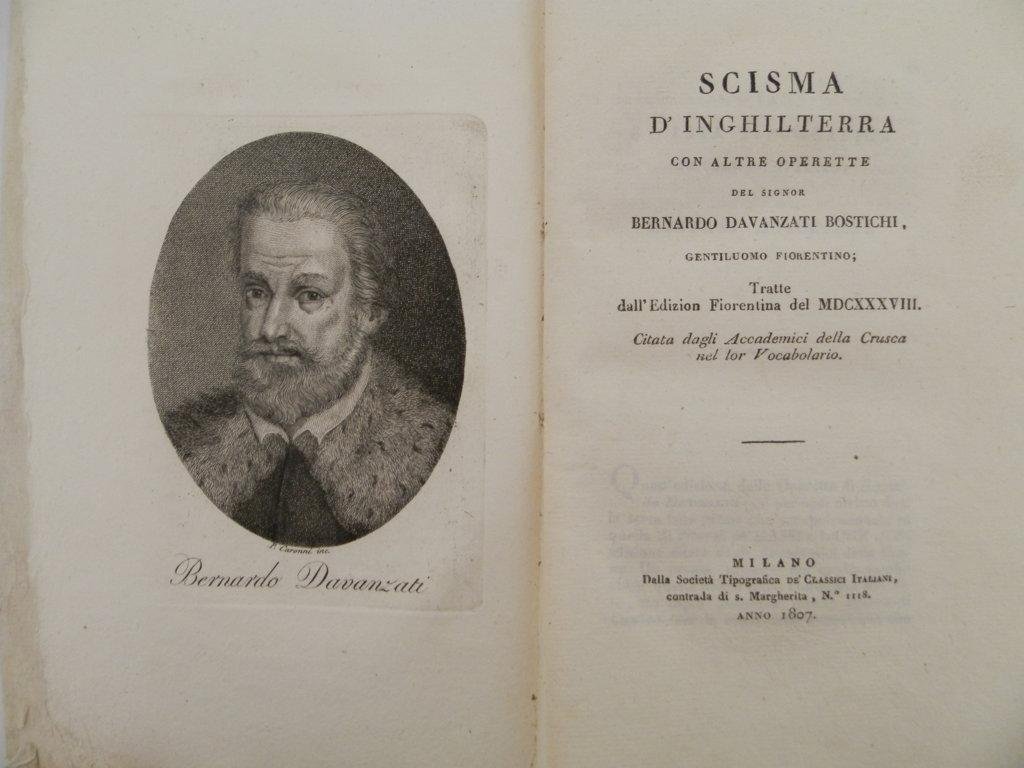 P. Caronni inc.
Bernardo Davanzati
SCISMA
D' INGHILTERRA
CON ALTRE OPERETTE
DEL SIGNOR
BERNARDO DAVANZATI BOSTICHI,
GENTILUOMO FIORENTINO;
Tratte
dall' Edizion Fiorentina del MDCXXXVIII.
Citata dagli Accademici della Crusca
nel lor Vocabolario.
MILANO
Dalla Società Tipografica DE' CLASSICI ITALIANI,
contrada di s. Margherita, N.° 1118.
ANNO 1807.